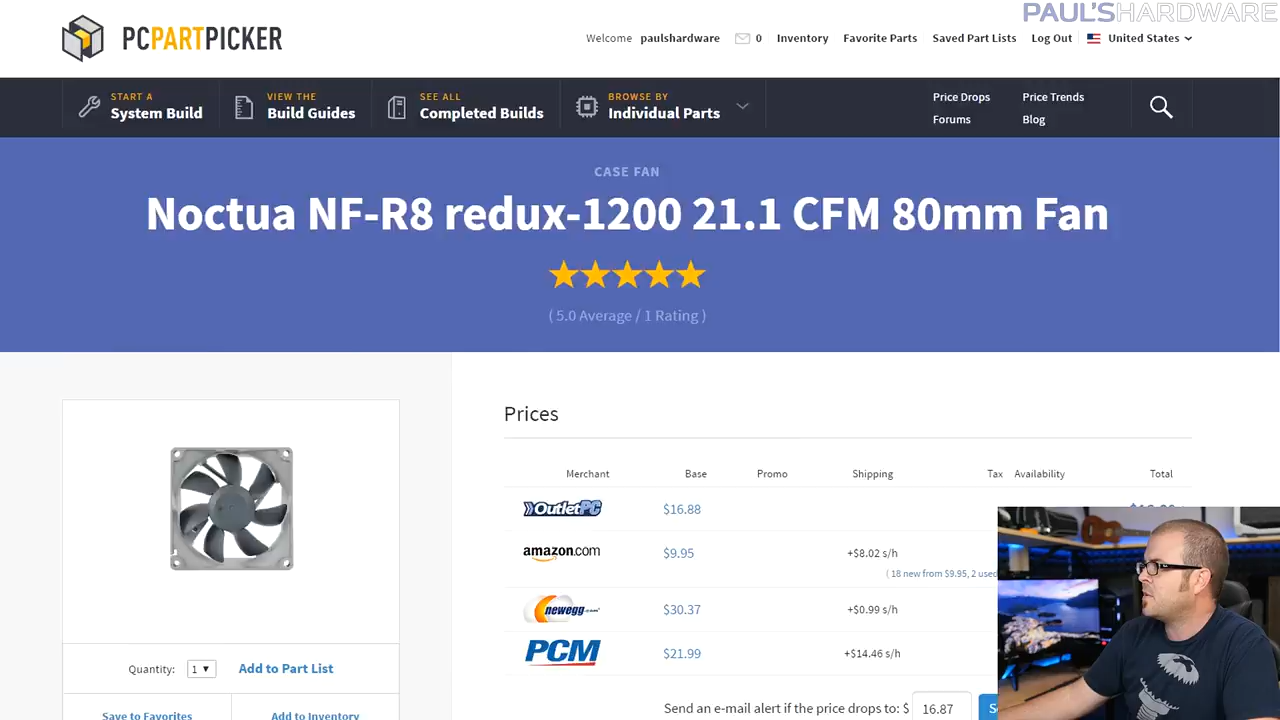 PAUL'SHARDWARE
PCPARTPICKER
Welcome paulshardware 0 Inventory Favorite Parts Saved Part Lists Log Out United States
START A
System Build
VIEW THE
Build Guides
SEE ALL
Completed Builds
BROWSE BY
Individual Parts
Price Drops
Price Trends
Forums
Blog
CASE FAN
Noctua NF-R8 redux-1200 21.1 CFM 80mm Fan
( 5.0 Average / 1 Rating )
Prices
Merchant Base Promo Shipping Tax Availability Total
OutletPC $16.88
amazon.com $9.95 +$8.02 s/h
( 18 new from $9.95, 2 used
newegg $30.37 +$0.99 s/h
PCM $21.99 +$14.46 s/h
Quantity: 1 Add to Part List
Send an e-mail alert if the price drops to: $ 16.87 S
Save to Favorites Add to Inventory